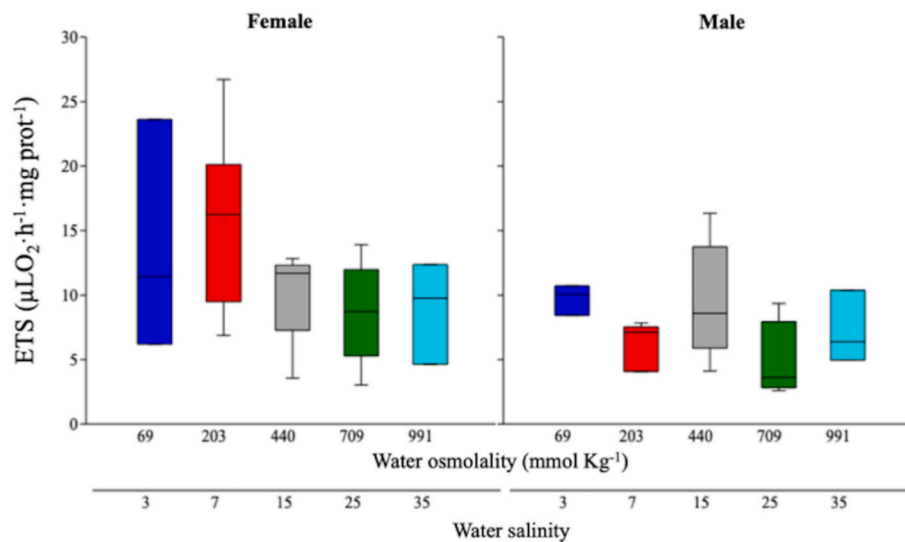 Female Male
30
25
20
15
10
5
0
ETS (µLO₂·h⁻¹·mg prot⁻¹)
69 203 440 709 991 69 203 440 709 991
Water osmolality (mmol Kg⁻¹)
3 7 15 25 35 3 7 15 25 35
Water salinity